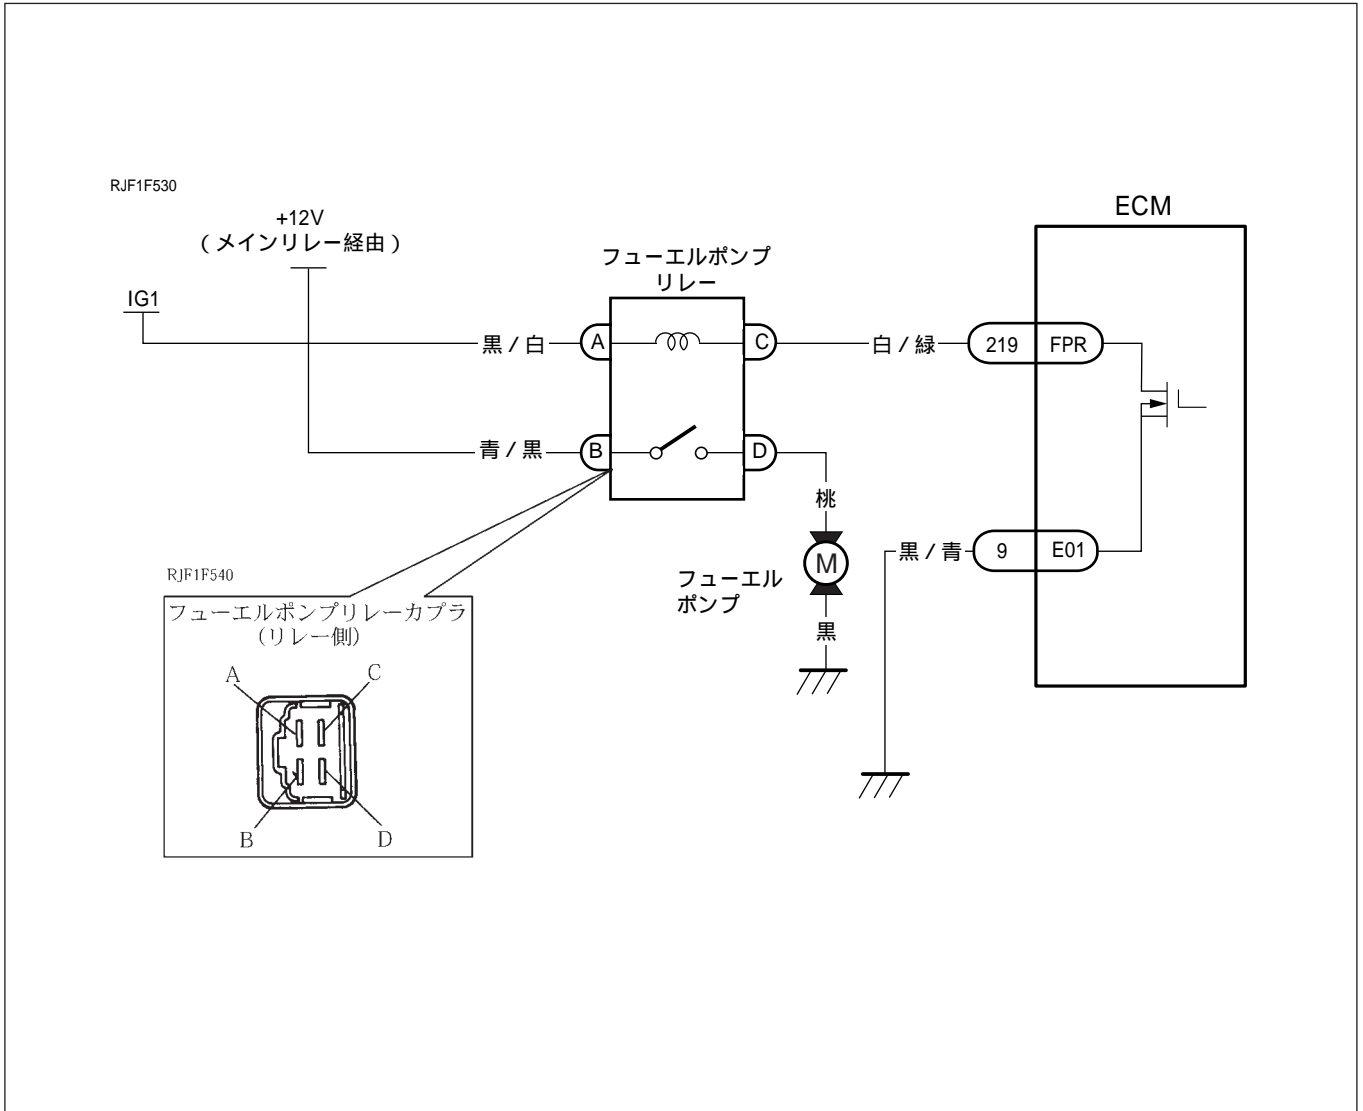 RJF1F530
ECM
+12V
(メインリレー経由)
IG1
フューエルポンプ
リレー
黒/白
A
C
白/緑
219
FPR
青/黒
B
D
桃
M
フューエル
ポンプ
黒
黒/青
9
E01
RJF1F540
フューエルポンプリレーカプラ
(リレー側)
A
C
B
D